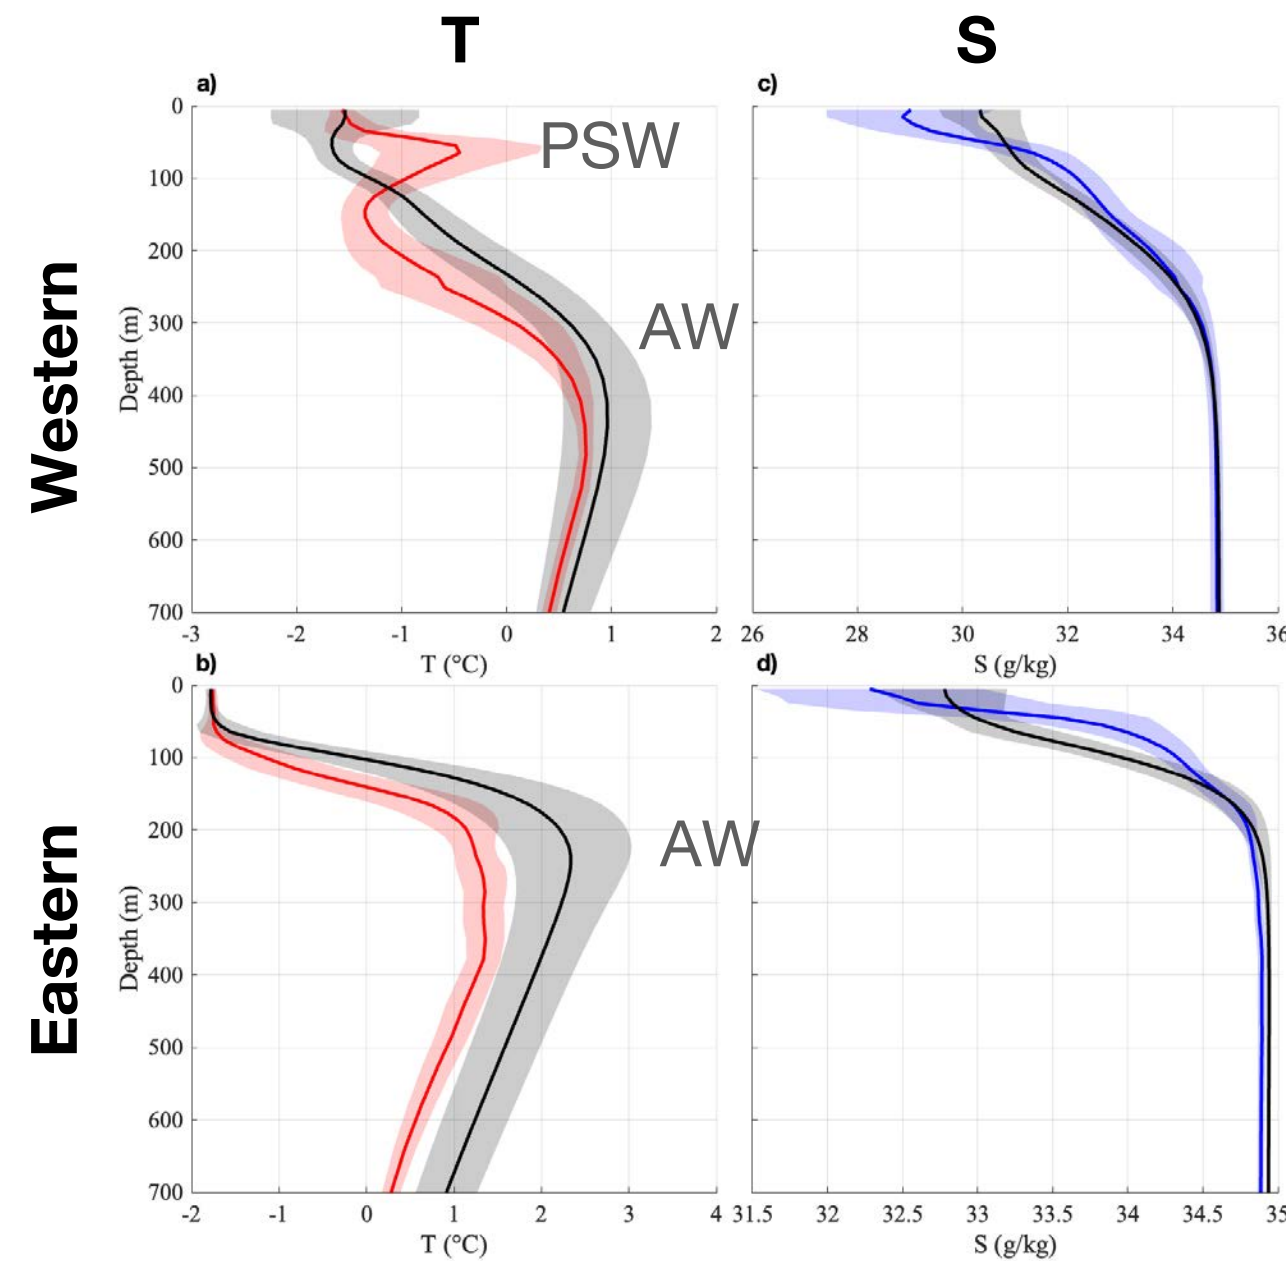 T
S
a)
c)
0
100
200
300
400
500
600
700
Depth (m)
PSW
AW
-3 -2 -1 0 1 2
T (°C)
26 28 30 32 34 36
S (g/kg)
Western
b)
d)
0
100
200
300
400
500
600
700
Depth (m)
AW
-2 -1 0 1 2 3 4
T (°C)
31.5 32 32.5 33 33.5 34 34.5 35
S (g/kg)
Eastern